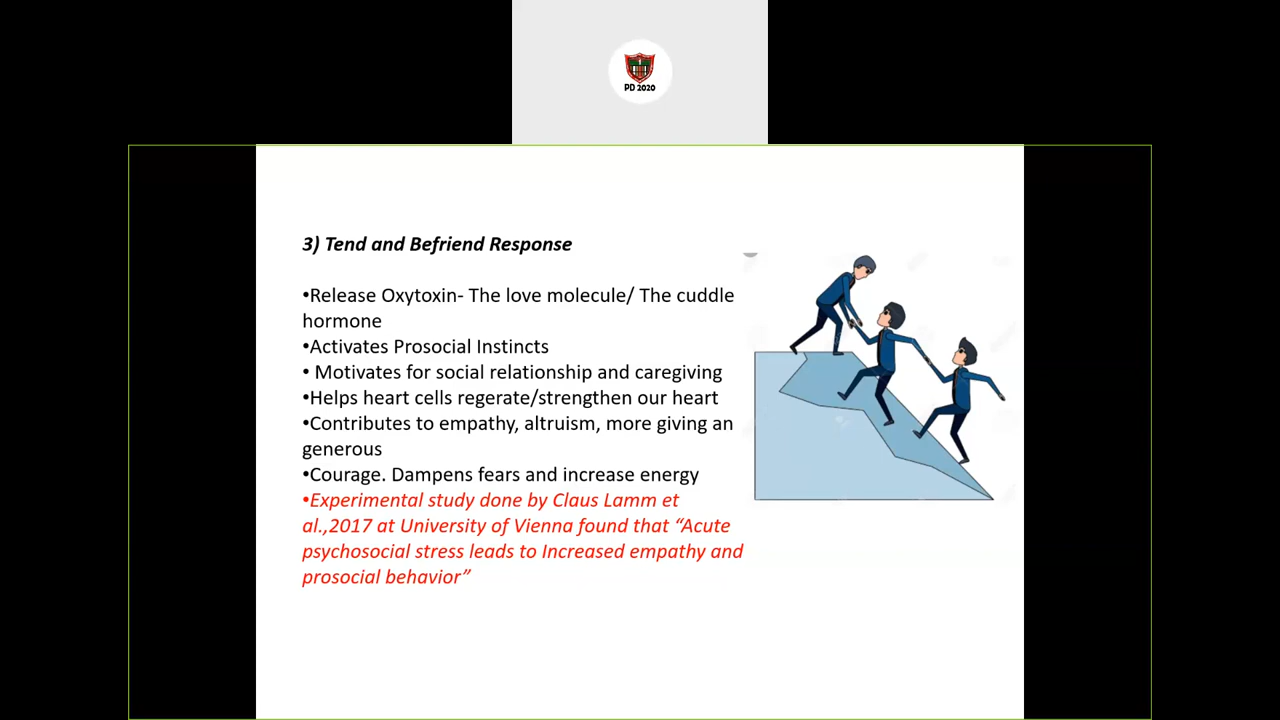 PD 2020
3) Tend and Befriend Response
•Release Oxytoxin- The love molecule/ The cuddle
hormone
•Activates Prosocial Instincts
• Motivates for social relationship and caregiving
•Helps heart cells regerate/strengthen our heart
•Contributes to empathy, altruism, more giving an
generous
•Courage. Dampens fears and increase energy
•Experimental study done by Claus Lamm et
al.,2017 at University of Vienna found that “Acute
psychosocial stress leads to Increased empathy and
prosocial behavior”